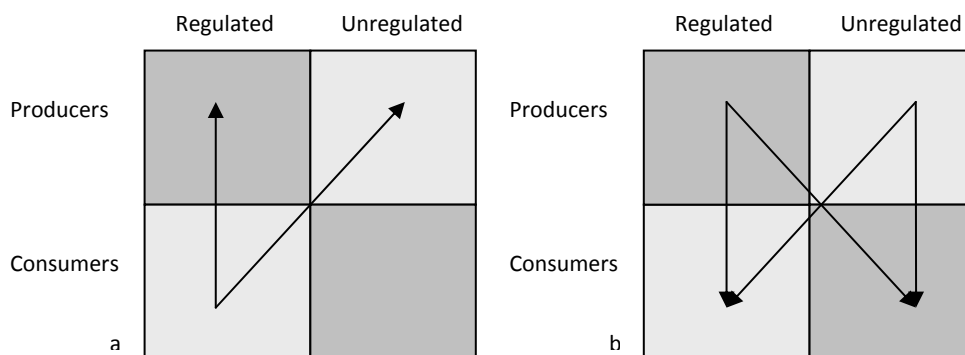 Regulated Unregulated Regulated Unregulated
Producers Producers
Consumers Consumers
a b